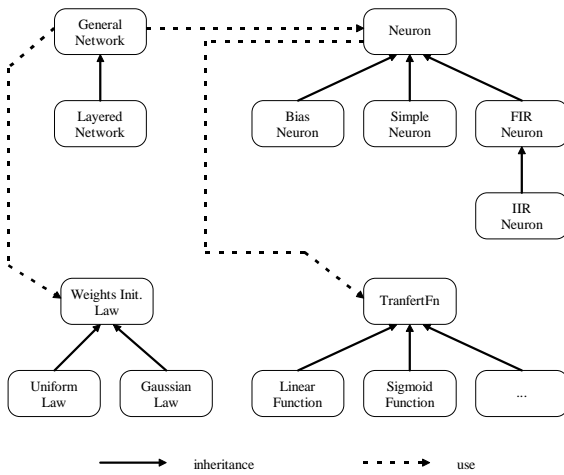 General
Network
Neuron
Layered
Network
Bias
Neuron
Simple
Neuron
FIR
Neuron
IIR
Neuron
Weights Init.
Law
TranfertFn
Uniform
Law
Gaussian
Law
Linear
Function
Sigmoid
Function
...
inheritance
use